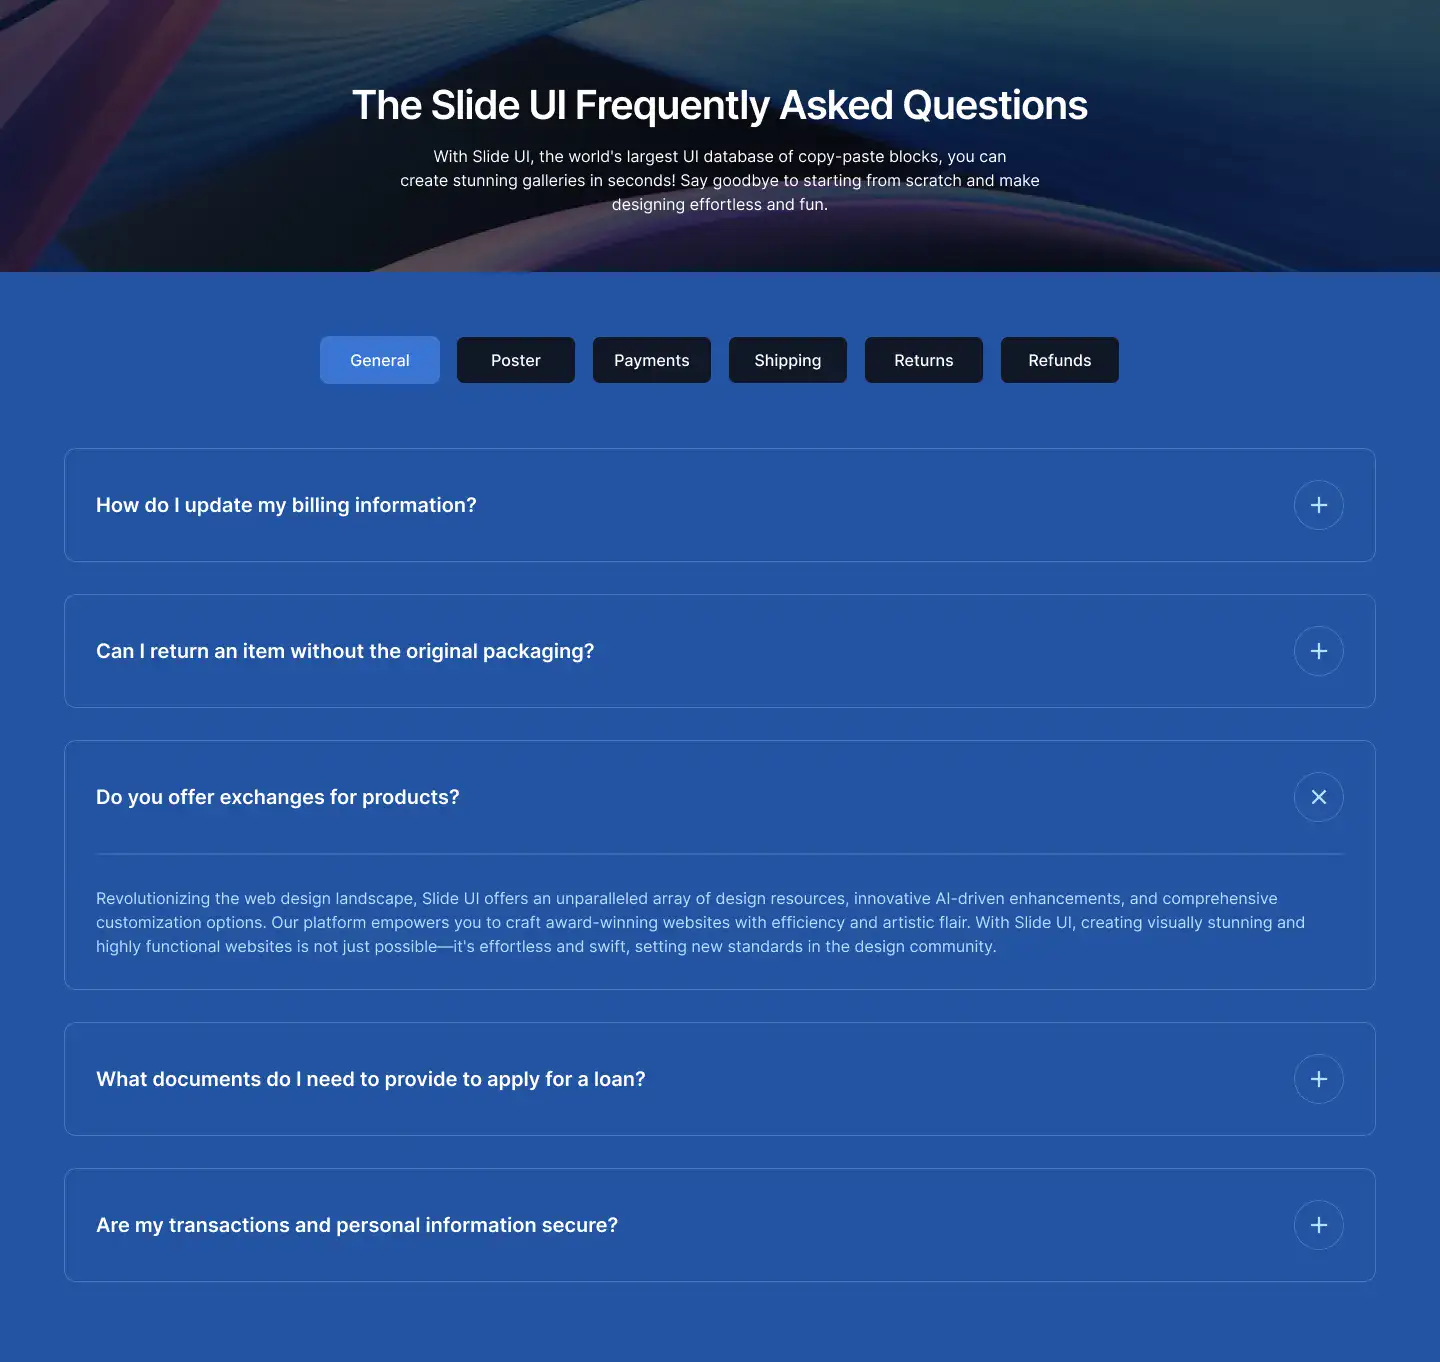 The Slide UI Frequently Asked Questions
With Slide UI, the world's largest UI database of copy-paste blocks, you can
create stunning galleries in seconds! Say goodbye to starting from scratch and make
designing effortless and fun.
General
Poster
Payments
Shipping
Returns
Refunds
How do I update my billing information?
Can I return an item without the original packaging?
Do you offer exchanges for products?
Revolutionizing the web design landscape, Slide UI offers an unparalleled array of design resources, innovative AI-driven enhancements, and comprehensive
customization options. Our platform empowers you to craft award-winning websites with efficiency and artistic flair. With Slide UI, creating visually stunning and
highly functional websites is not just possible—it's effortless and swift, setting new standards in the design community.
What documents do I need to provide to apply for a loan?
Are my transactions and personal information secure?